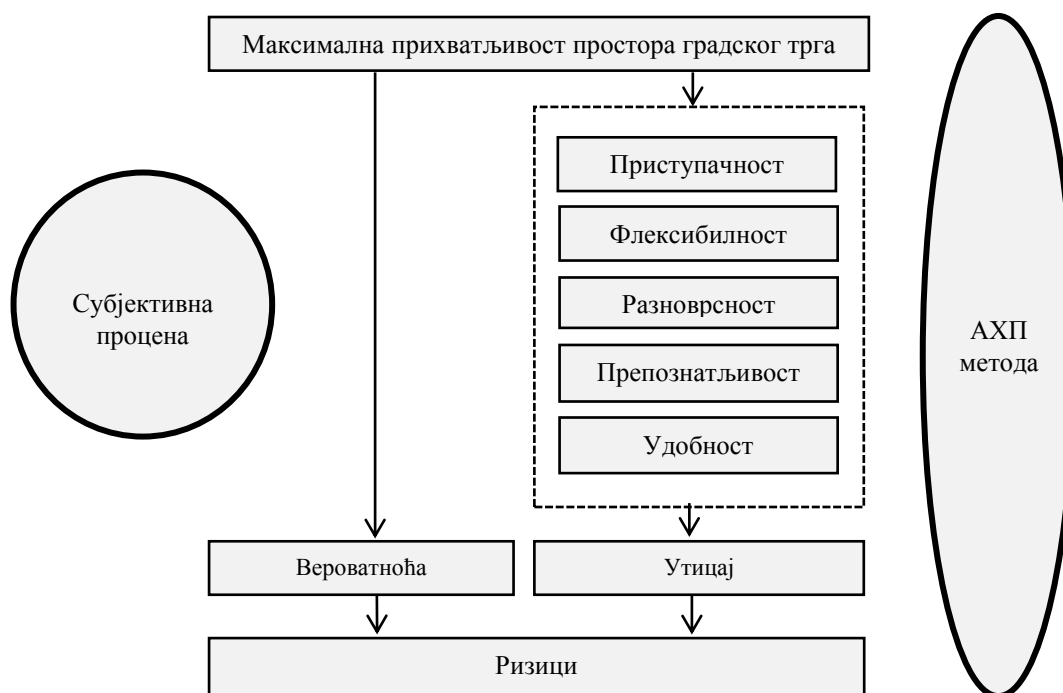 Максимална прихватљивост простора градског трга
Приступачност
Флексибилност
Разноврсност
Препознатљивост
Удобност
Субјективна
процена
АХП
метода
Вероватноћа
Утицај
Ризици